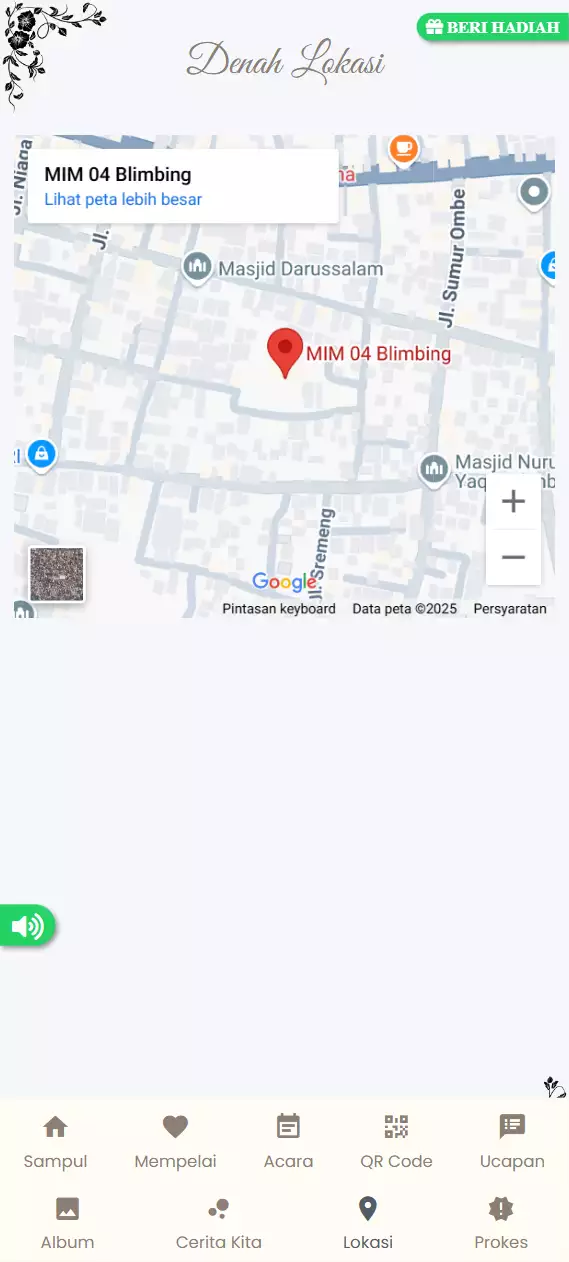 BERI HADIAH
Denah Lokasi
MIM 04 Blimbing
Lihat peta lebih besar
Jl. Niaga
Jl.
Masjid Darussalam
Jl. Sumur Ombe
MIM 04 Blimbing
Masjid Nuru
Jl. Sremeng
Google
Pintasan keyboard Data peta ©2025 Persyaratan
Sampul Mempelai Acara QR Code Ucapan
Album Cerita Kita Lokasi Prokes